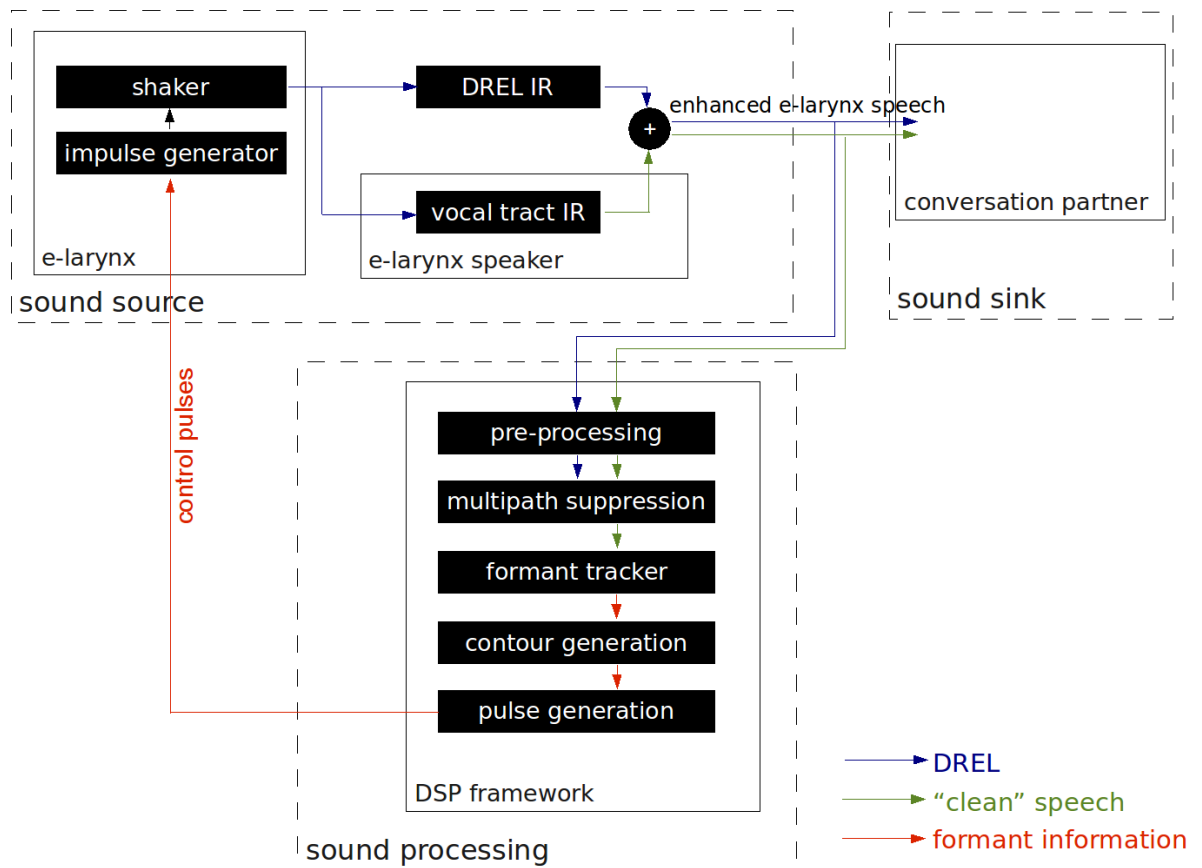 shaker
impulse generator
e-larynx
DREL IR
+
vocal tract IR
e-larynx speaker
sound source
enhanced e-larynx speech
conversation partner
sound sink
control pulses
pre-processing
multipath suppression
formant tracker
contour generation
pulse generation
DSP framework
sound processing
DREL
“clean” speech
formant information